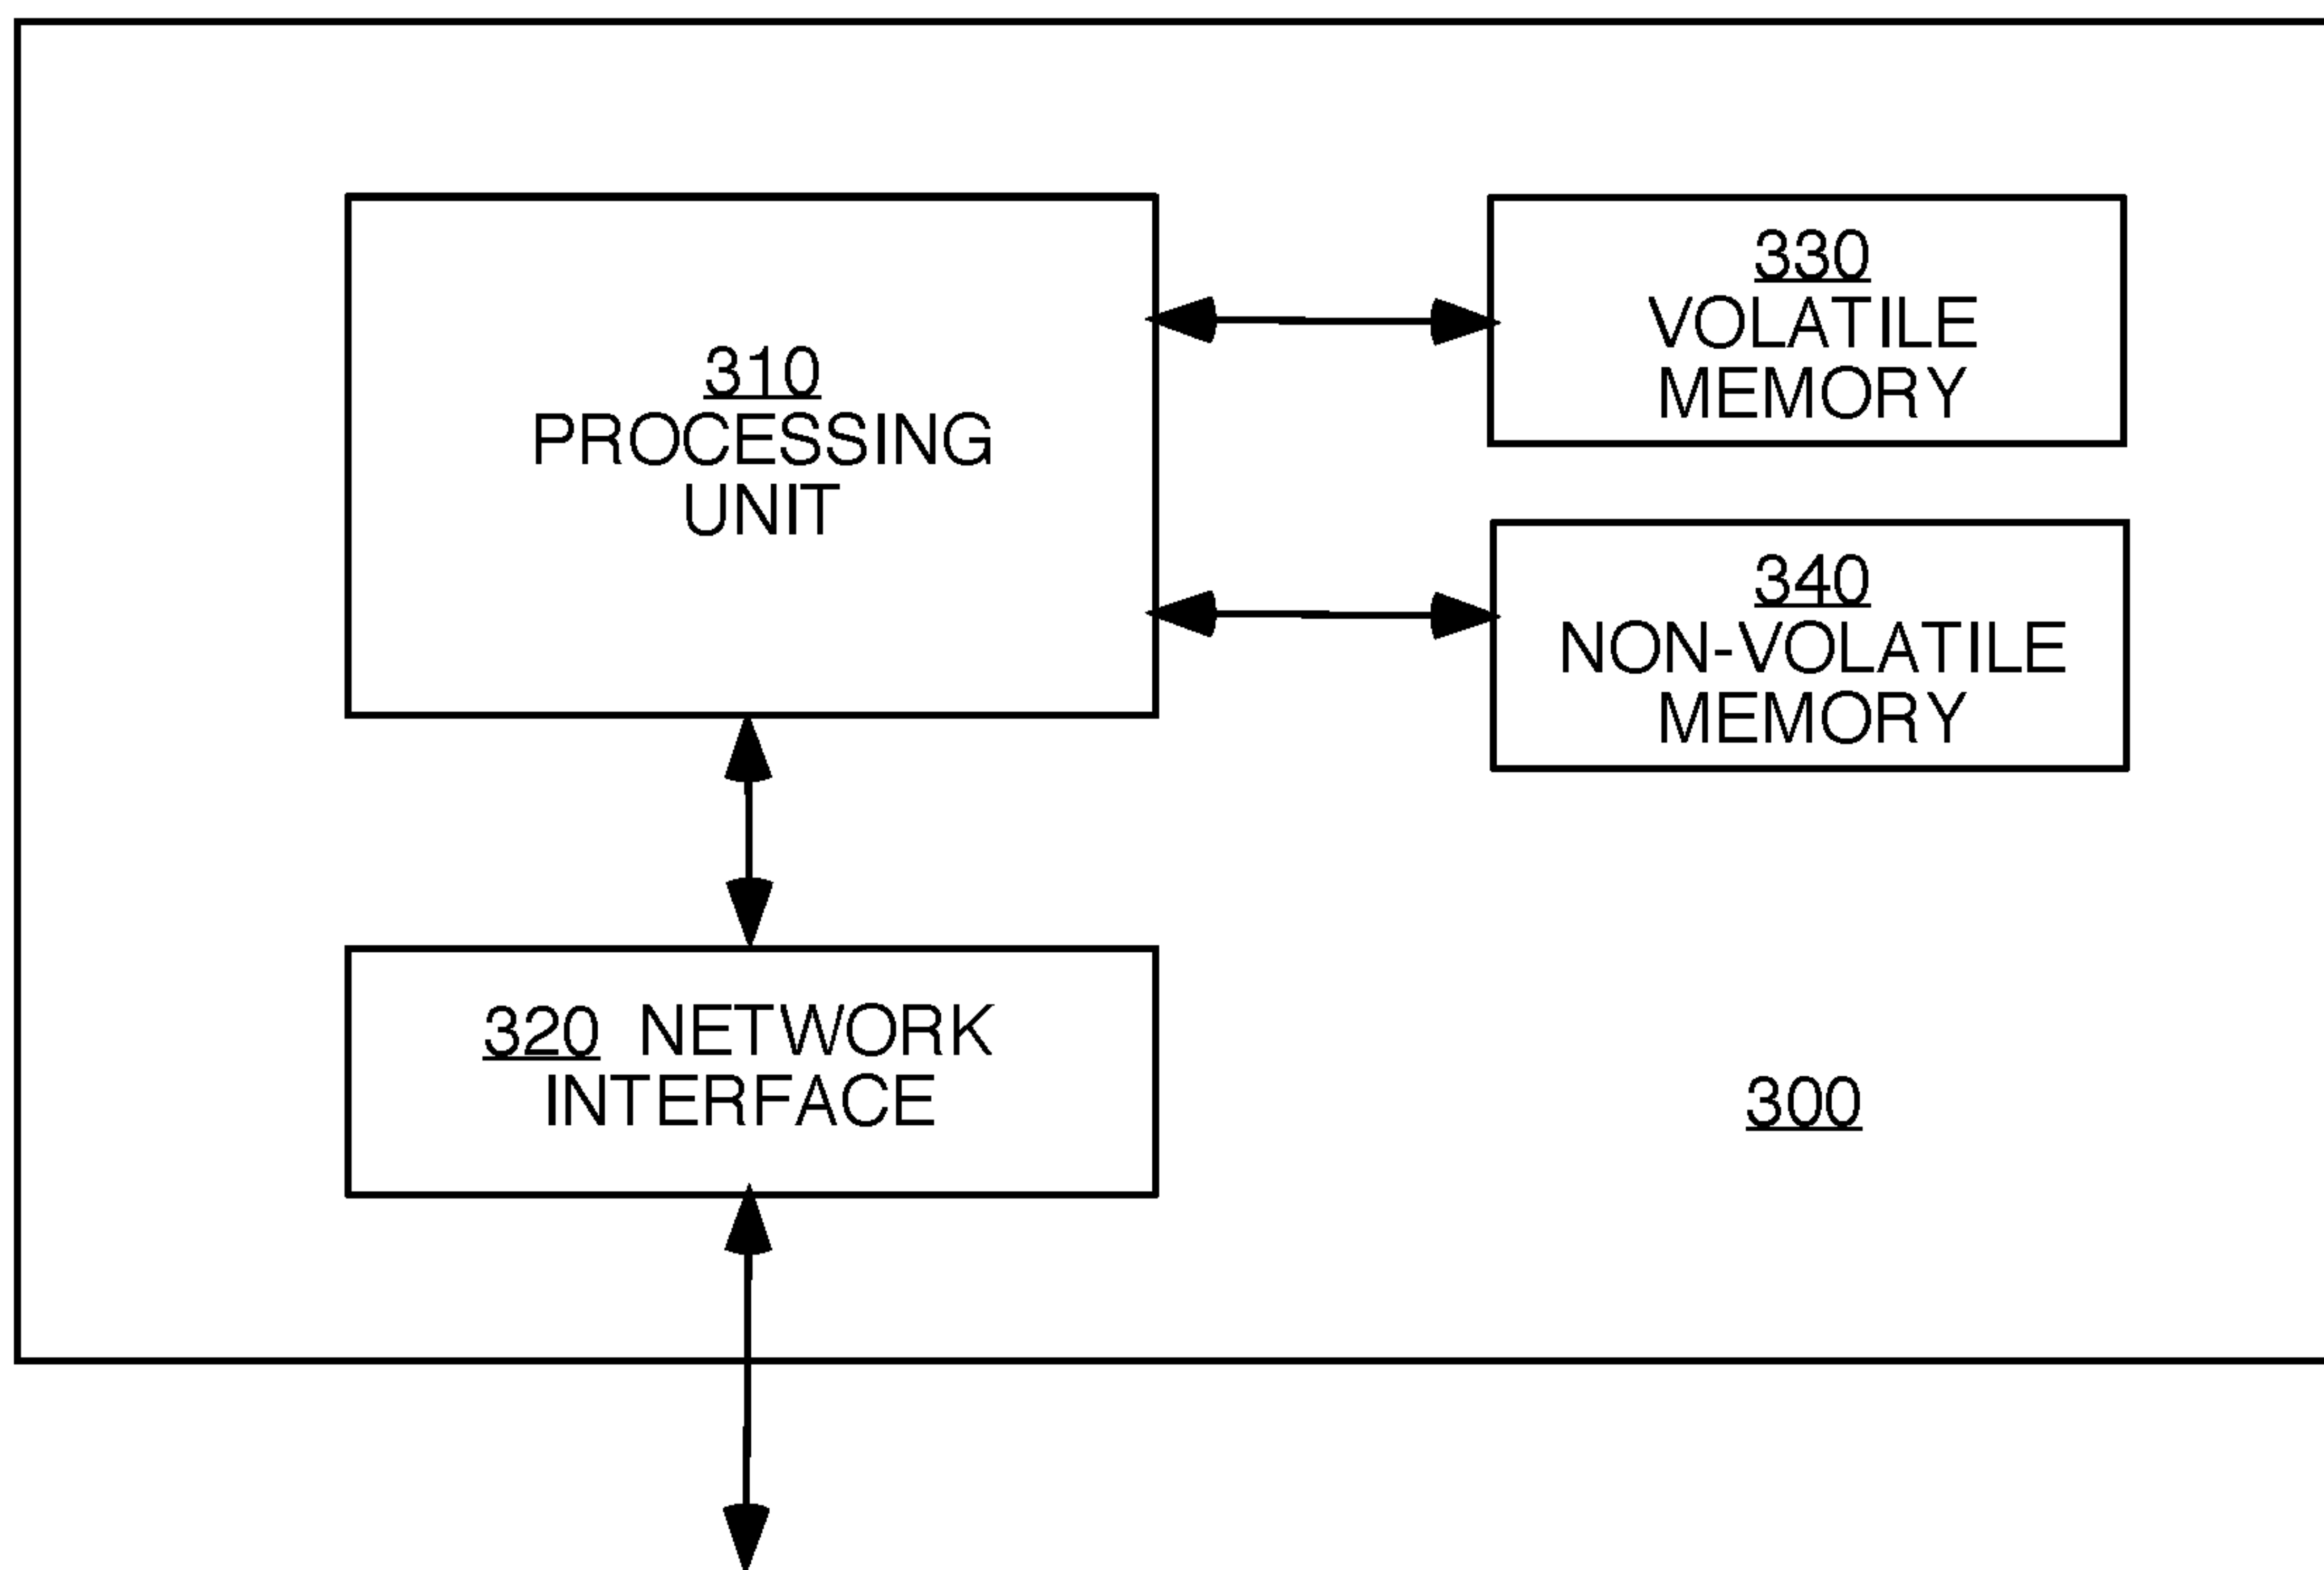 310
PROCESSING
UNIT
330
VOLATILE
MEMORY
340
NON-VOLATILE
MEMORY
320 NETWORK
INTERFACE
300